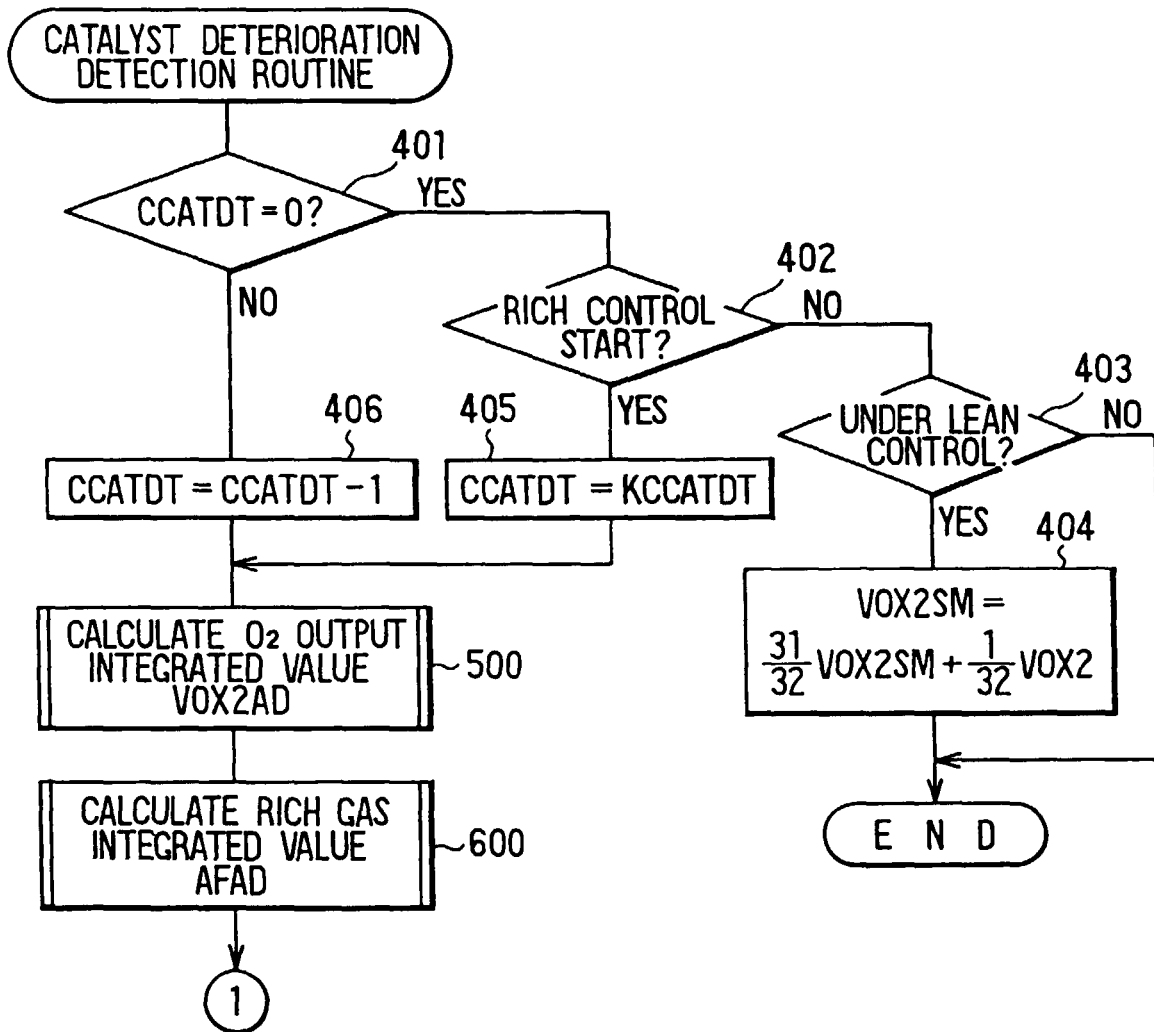 CATALYST DETERIORATION
DETECTION ROUTINE
401
CCATDT = 0?
YES
NO
402
RICH CONTROL
START?
NO
YES
403
UNDER LEAN
CONTROL?
NO
YES
406
CCATDT = CCATDT - 1
405
CCATDT = KCCATDT
404
VOX2SM =
31/32 VOX2SM + 1/32 VOX2
CALCULATE O2 OUTPUT
INTEGRATED VALUE
VOX2AD
500
CALCULATE RICH GAS
INTEGRATED VALUE
AFAD
600
E N D
1